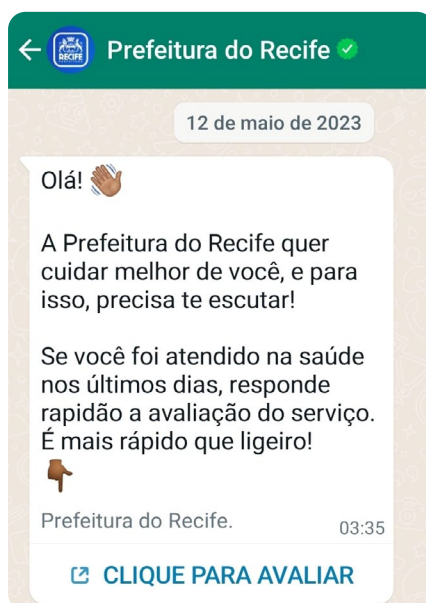 RECIFE
Prefeitura do Recife
12 de maio de 2023
Olá! 👋🏾
A Prefeitura do Recife quer
cuidar melhor de você, e para
isso, precisa te escutar!
Se você foi atendido na saúde
nos últimos dias, responde
rapidão a avaliação do serviço.
É mais rápido que ligeiro!
👇🏾
Prefeitura do Recife.
03:35
CLIQUE PARA AVALIAR